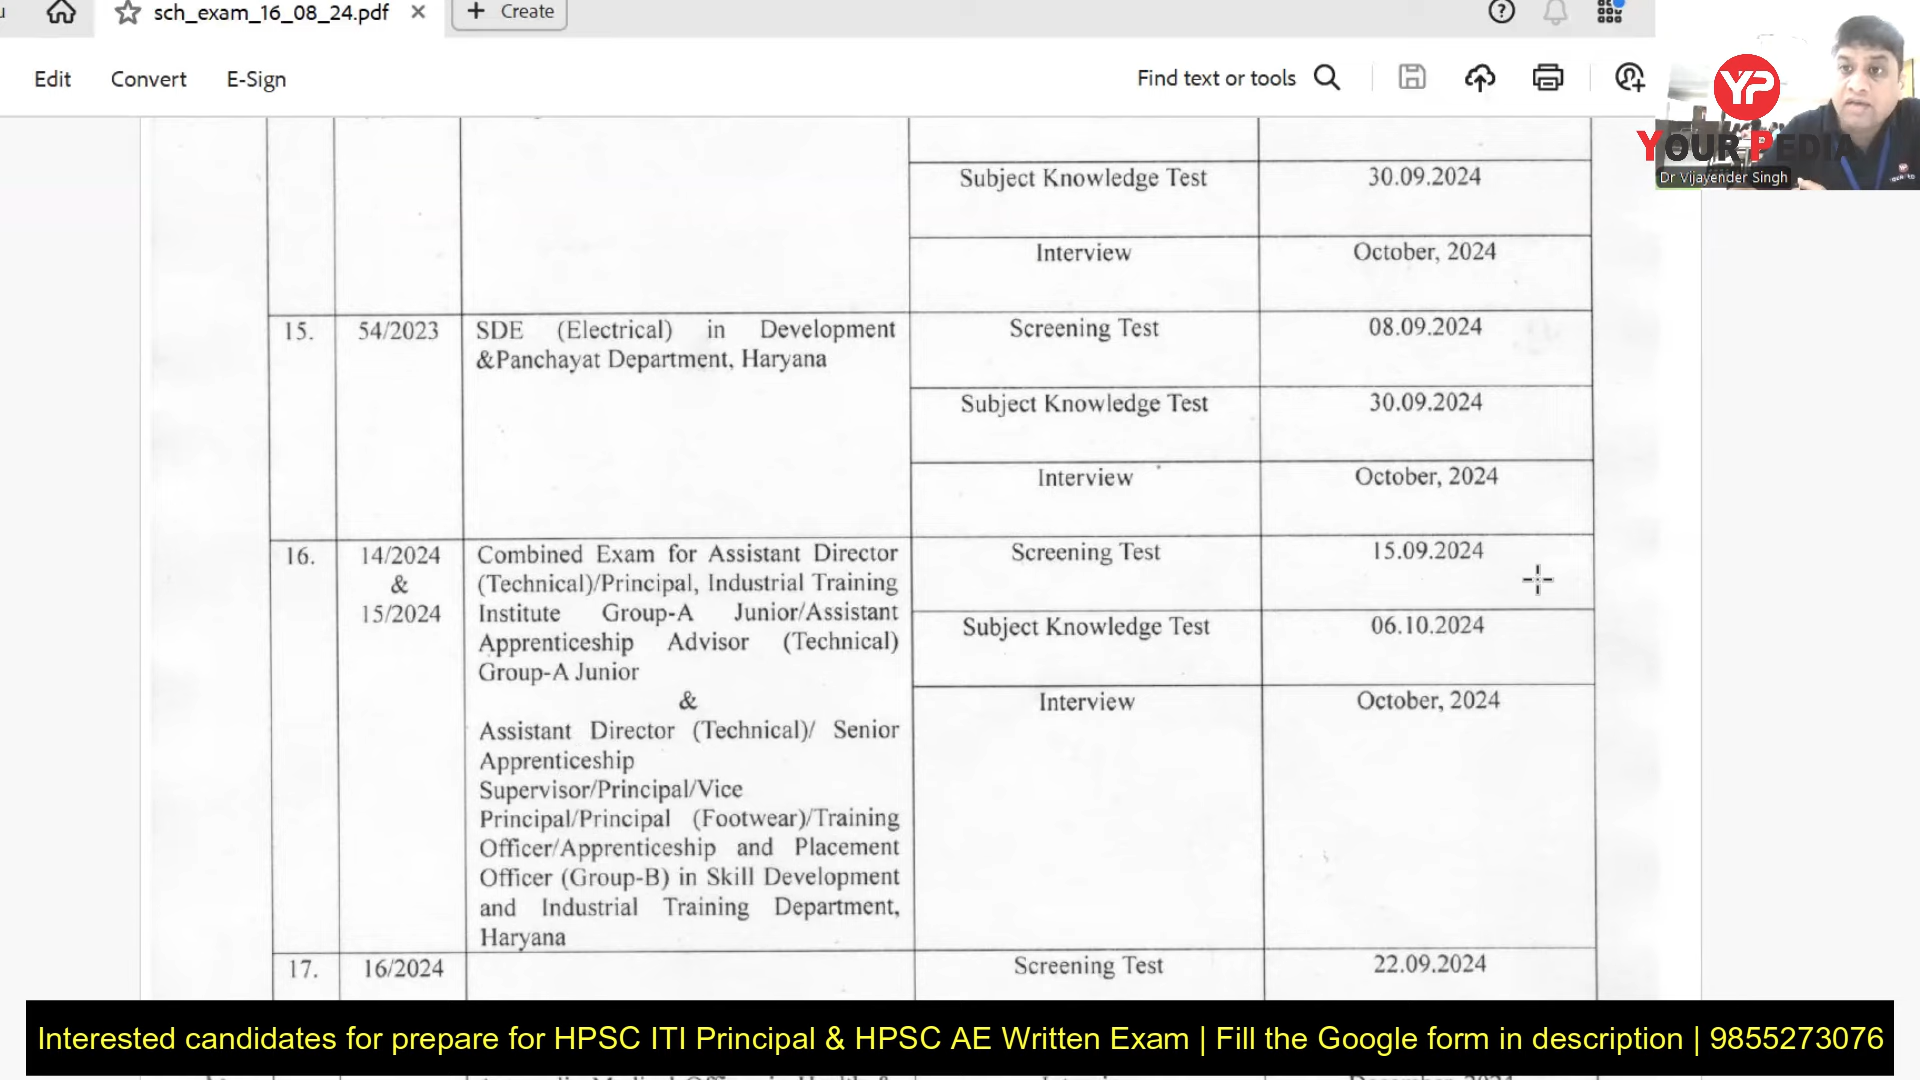 sch_exam_16_08_24.pdf
Create
Edit Convert E-Sign
Find text or tools
YP
YOUR PEDIA
Dr Vijayender Singh
Subject Knowledge Test 30.09.2024
Interview October, 2024
15. 54/2023 SDE (Electrical) in Development Screening Test 08.09.2024
&Panchayat Department, Haryana
Subject Knowledge Test 30.09.2024
Interview October, 2024
16. 14/2024 Combined Exam for Assistant Director Screening Test 15.09.2024
& (Technical)/Principal, Industrial Training
15/2024 Institute Group-A Junior/Assistant Subject Knowledge Test 06.10.2024
Apprenticeship Advisor (Technical)
Group-A Junior
& Interview October, 2024
Assistant Director (Technical)/ Senior
Apprenticeship
Supervisor/Principal/Vice
Principal/Principal (Footwear)/Training
Officer/Apprenticeship and Placement
Officer (Group-B) in Skill Development
and Industrial Training Department,
Haryana
17. 16/2024 Screening Test 22.09.2024
Interested candidates for prepare for HPSC ITI Principal & HPSC AE Written Exam | Fill the Google form in description | 9855273076